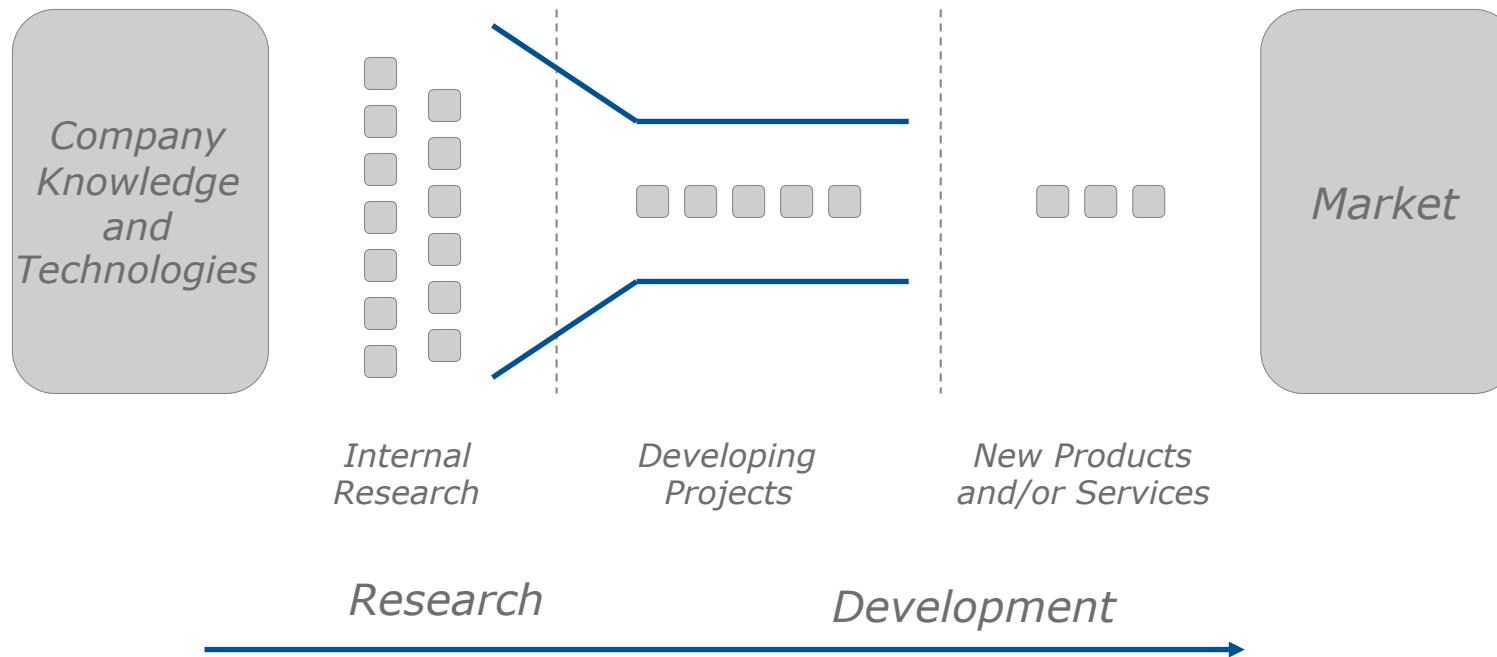 Company
Knowledge
and
Technologies
Market
Internal
Research
Developing
Projects
New Products
and/or Services
Research
Development